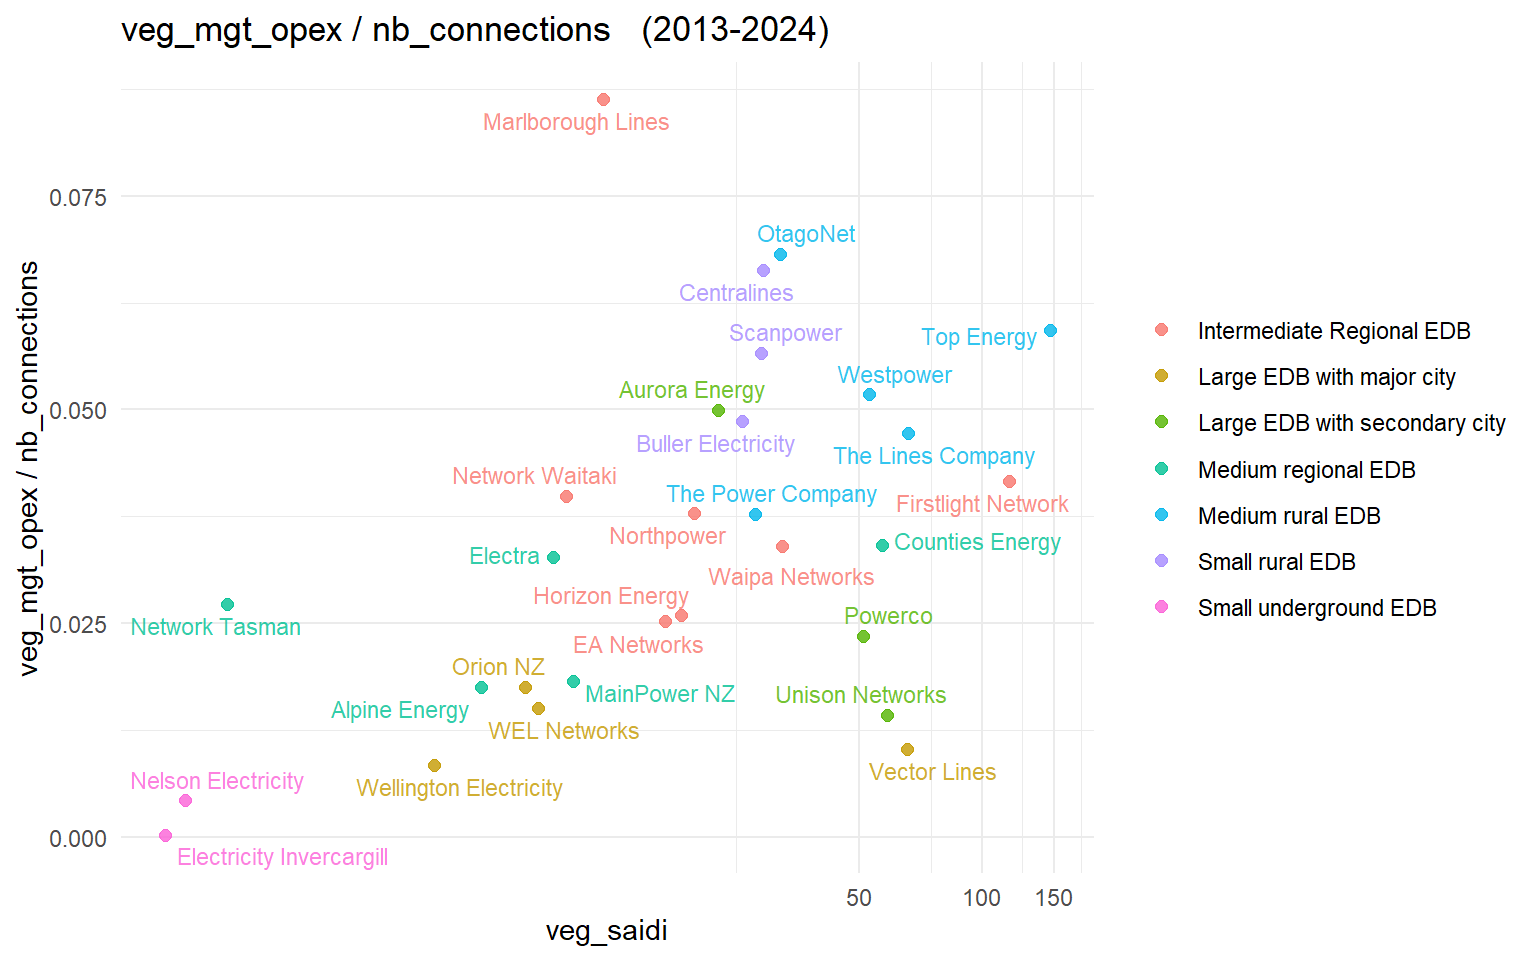 veg_mgt_opex / nb_connections (2013-2024)
veg_mgt_opex / nb_connections
0.075
0.050
0.025
0.000
Marlborough Lines
OtagoNet
Centralines
Scanpower
Top Energy
Westpower
Aurora Energy
Buller Electricity
The Lines Company
Network Waitaki
The Power Company
Firstlight Network
Northpower
Counties Energy
Electra
Waipa Networks
Horizon Energy
Network Tasman
Powerco
EA Networks
Orion NZ
MainPower NZ
Unison Networks
Alpine Energy
WEL Networks
Vector Lines
Nelson Electricity
Wellington Electricity
Electricity Invercargill
50
100
150
veg_saidi
Intermediate Regional EDB
Large EDB with major city
Large EDB with secondary city
Medium regional EDB
Medium rural EDB
Small rural EDB
Small underground EDB